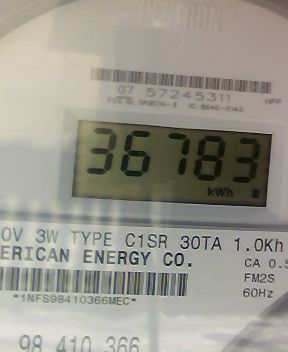 07 57245311
36783
kWh
0V 3W TYPE C1SR 30TA 1.0Kh
ERICAN ENERGY CO. CA 0.5
FM2S
*1NFS98410366MEC* 60Hz
98 410 366